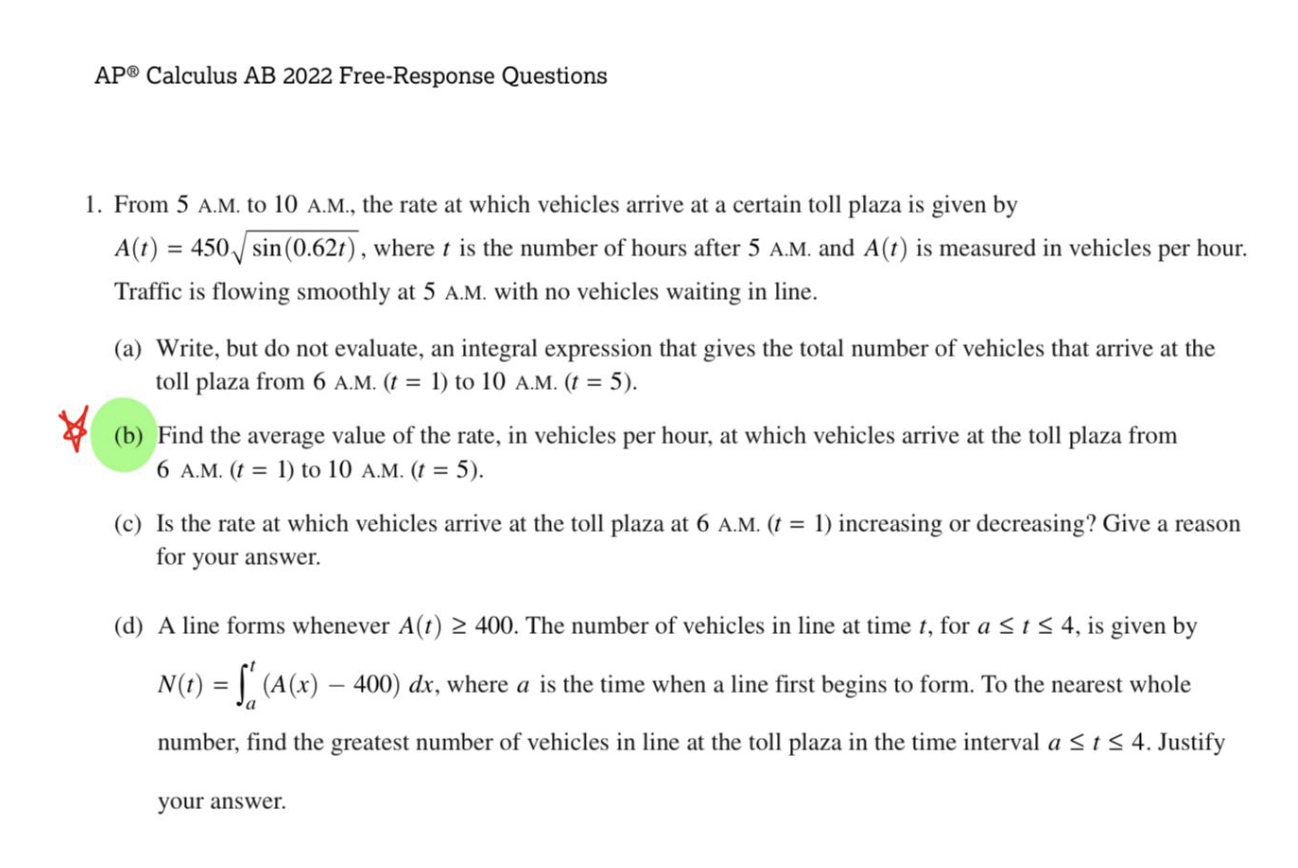 AP® Calculus AB 2022 Free-Response Questions
1. From 5 A.M. to 10 A.M., the rate at which vehicles arrive at a certain toll plaza is given by
A(t) = 450√sin(0.62t), where t is the number of hours after 5 A.M. and A(t) is measured in vehicles per hour.
Traffic is flowing smoothly at 5 A.M. with no vehicles waiting in line.
(a) Write, but do not evaluate, an integral expression that gives the total number of vehicles that arrive at the
toll plaza from 6 A.M. (t = 1) to 10 A.M. (t = 5).
(b) Find the average value of the rate, in vehicles per hour, at which vehicles arrive at the toll plaza from
6 A.M. (t = 1) to 10 A.M. (t = 5).
(c) Is the rate at which vehicles arrive at the toll plaza at 6 A.M. (t = 1) increasing or decreasing? Give a reason
for your answer.
(d) A line forms whenever A(t) ≥ 400. The number of vehicles in line at time t, for a ≤ t ≤ 4, is given by
N(t) = ∫ₐᵗ (A(x) − 400) dx, where a is the time when a line first begins to form. To the nearest whole
number, find the greatest number of vehicles in line at the toll plaza in the time interval a ≤ t ≤ 4. Justify
your answer.